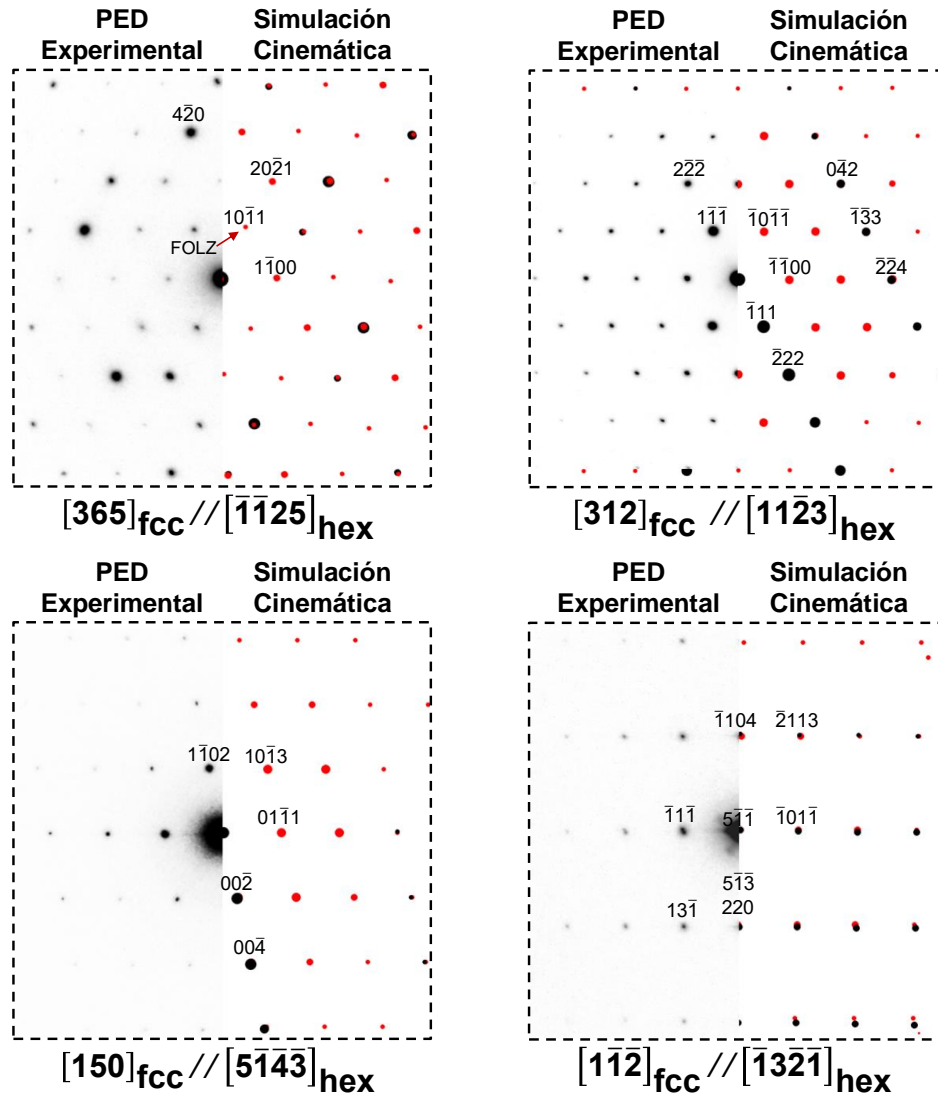 PED
Experimental
Simulación
Cinemática
42̄0
202̄1
101̄1
FOLZ
11̄00
[365]fcc // [1̄1̄25]hex
PED
Experimental
Simulación
Cinemática
22̄2̄
04̄2
11̄1̄
1̄01̄1̄
1̄3̄3
1̄1̄00
2̄2̄4
1̄11
2̄22
[312]fcc // [112̄3]hex
PED
Experimental
Simulación
Cinemática
11̄02
101̄3
011̄1
002̄
004̄
[150]fcc // [51̄4̄3̄]hex
PED
Experimental
Simulación
Cinemática
1̄104
2̄113
1̄11̄
51̄1̄
1̄011̄
51̄3̄
131̄
220
[11̄2̄]fcc // [1̄32̄1̄]hex